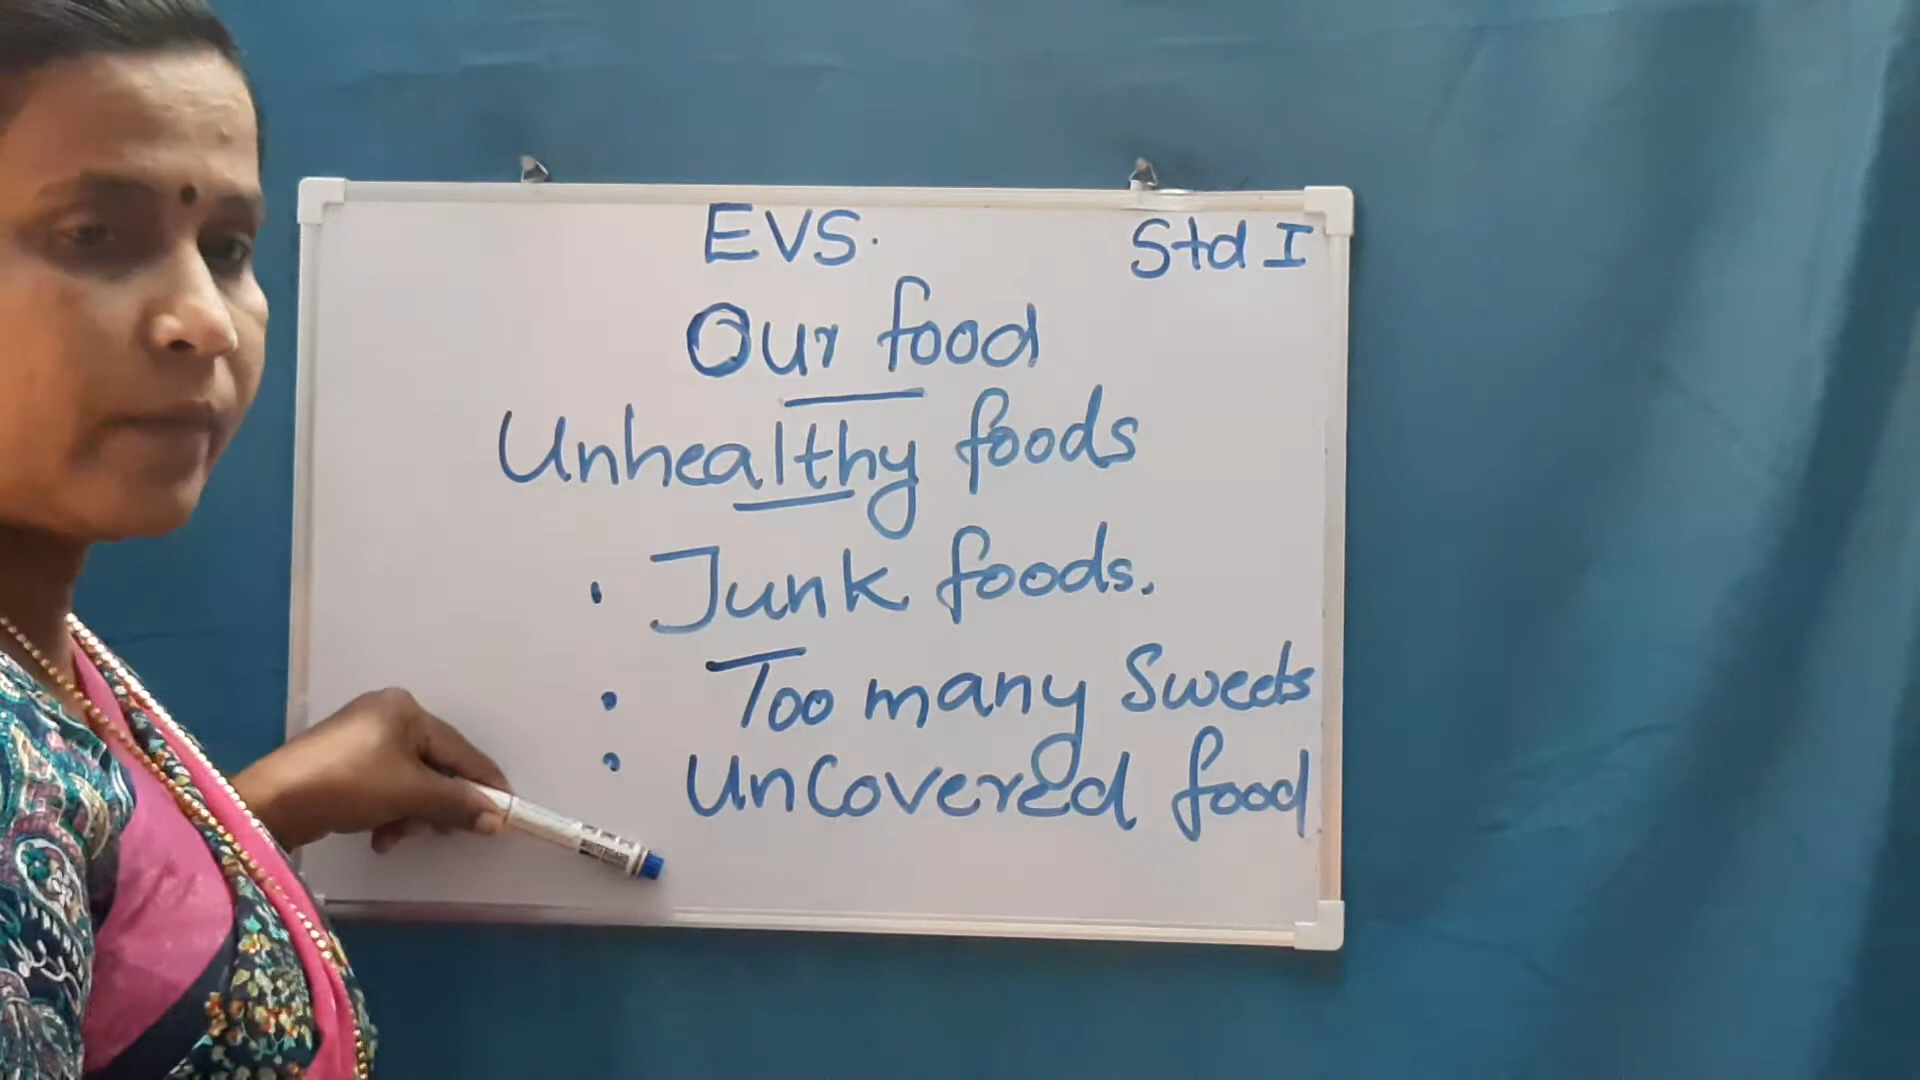 EVS.
Std I
Our food
Unhealthy foods
• Junk foods.
• Too many Sweets
• Uncovered food